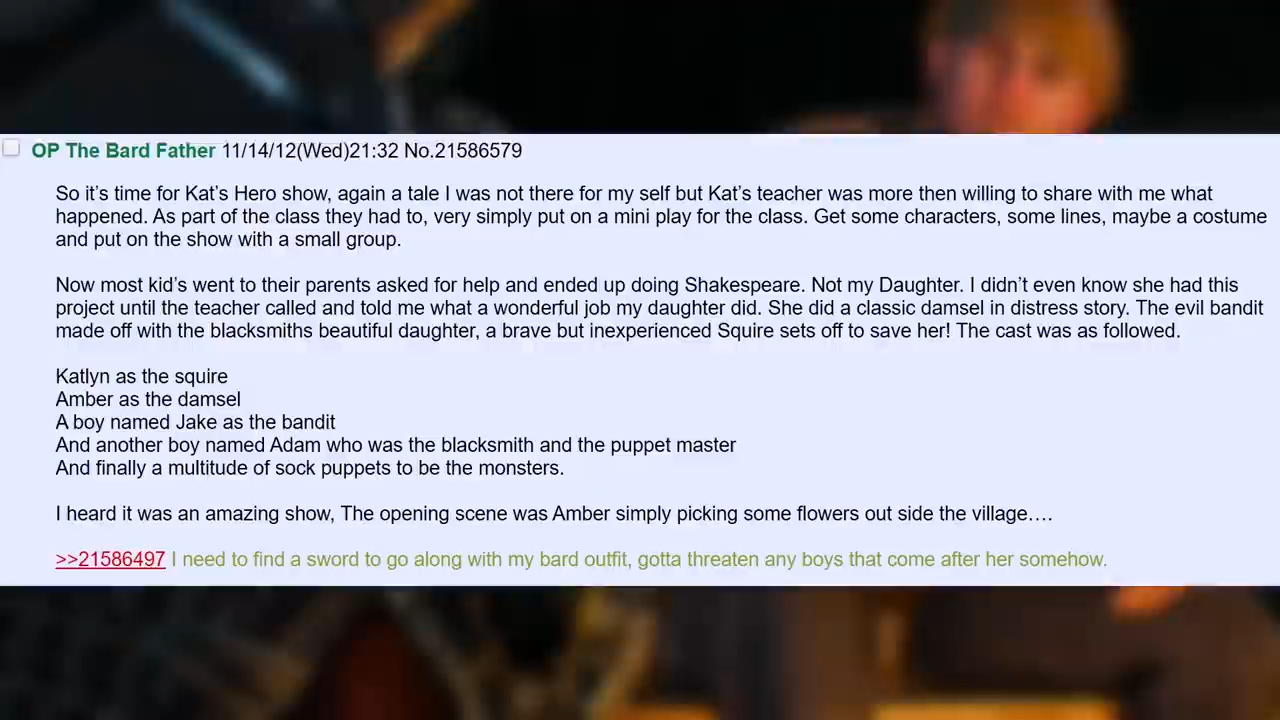 OP The Bard Father 11/14/12(Wed)21:32 No.21586579
So it’s time for Kat’s Hero show, again a tale I was not there for my self but Kat’s teacher was more then willing to share with me what
happened. As part of the class they had to, very simply put on a mini play for the class. Get some characters, some lines, maybe a costume
and put on the show with a small group.
Now most kid’s went to their parents asked for help and ended up doing Shakespeare. Not my Daughter. I didn’t even know she had this
project until the teacher called and told me what a wonderful job my daughter did. She did a classic damsel in distress story. The evil bandit
made off with the blacksmiths beautiful daughter, a brave but inexperienced Squire sets off to save her! The cast was as followed.
Katlyn as the squire
Amber as the damsel
A boy named Jake as the bandit
And another boy named Adam who was the blacksmith and the puppet master
And finally a multitude of sock puppets to be the monsters.
I heard it was an amazing show, The opening scene was Amber simply picking some flowers out side the village….
>>21586497 I need to find a sword to go along with my bard outfit, gotta threaten any boys that come after her somehow.